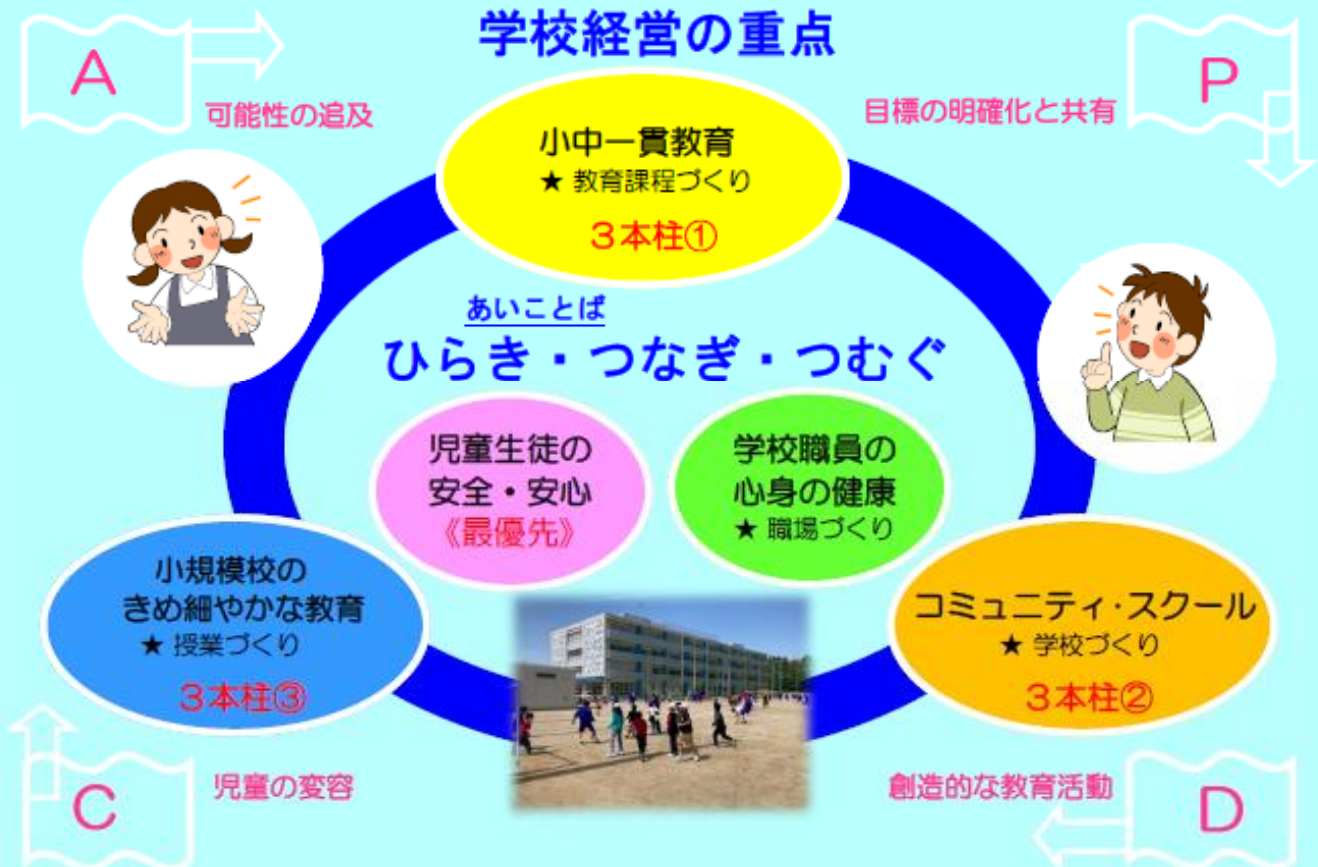 学校経営の重点
A
可能性の追及
P
目標の明確化と共有
小中一貫教育
★ 教育課程づくり
3本柱①
あいことば
ひらき・つなぎ・つむぐ
児童生徒の
安全・安心
《最優先》
学校職員の
心身の健康
★ 職場づくり
小規模校の
きめ細やかな教育
★ 授業づくり
3本柱③
コミュニティ・スクール
★ 学校づくり
3本柱②
C
児童の変容
創造的な教育活動
D